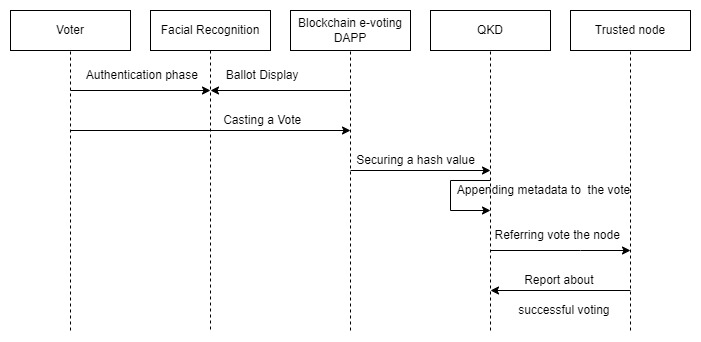 Voter
Facial Recognition
Blockchain e-voting
DAPP
QKD
Trusted node
Authentication phase
Ballot Display
Casting a Vote
Securing a hash value
Appending metadata to the vote
Referring vote the node
Report about
successful voting